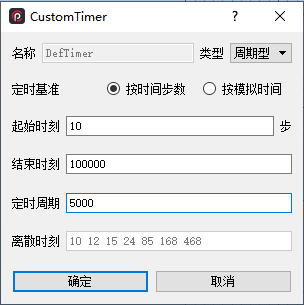 CustomTimer
名称 DefTimer 类型 周期型
定时基准 按时间步数 按模拟时间
起始时刻 10 步
结束时刻 100000
定时周期 5000
离散时刻 10 12 15 24 85 168 468
确定 取消